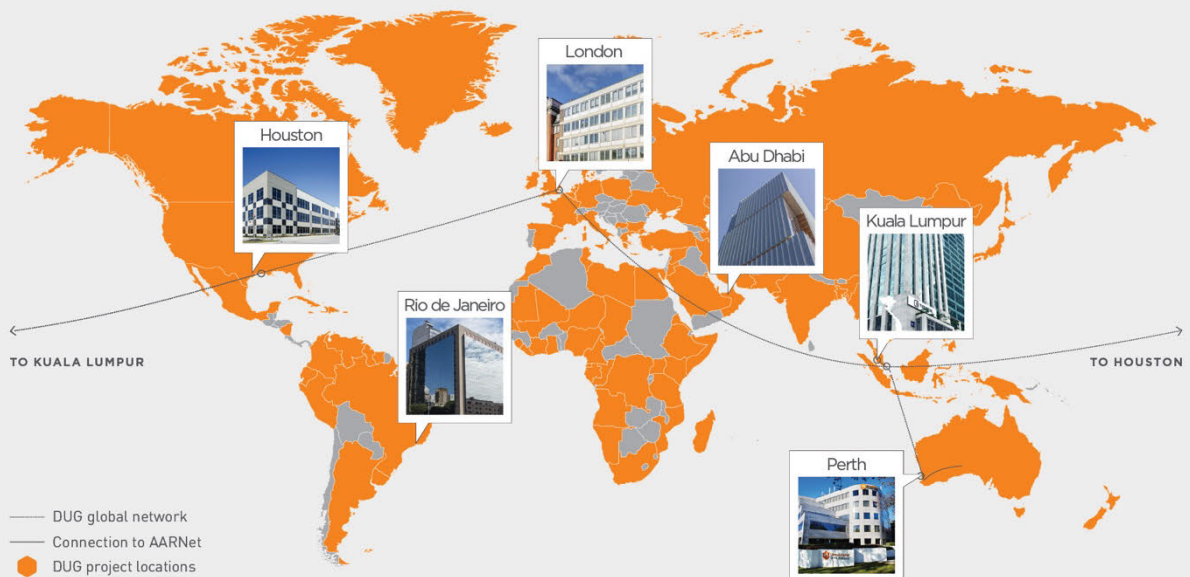 London
Houston
Abu Dhabi
Kuala Lumpur
Rio de Janeiro
TO KUALA LUMPUR
TO HOUSTON
Perth
DUG global network
Connection to AARNet
DUG project locations